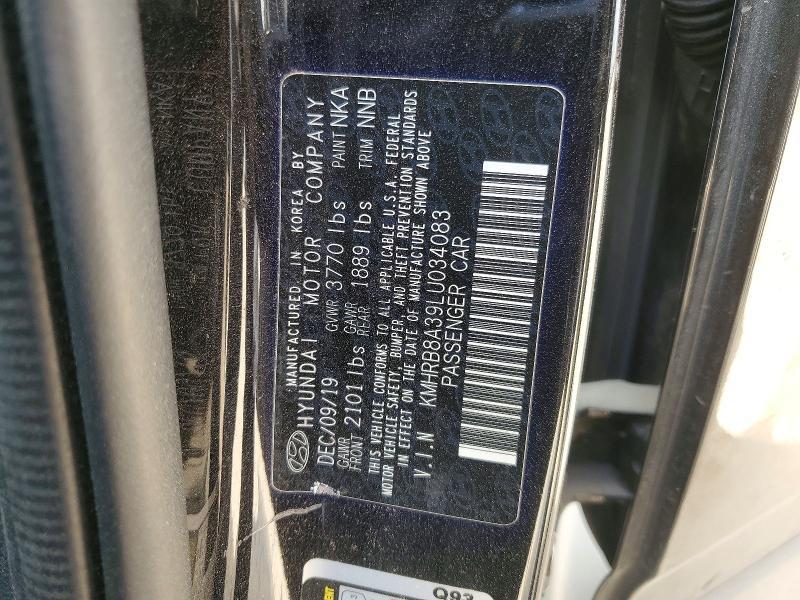 MANUFACTURED IN KOREA BY
HYUNDAI MOTOR COMPANY
DEC/09/19 GVWR 3770 lbs PAINT NKA
GAWR FRONT 2101 lbs GAWR REAR 1889 lbs TRIM NNB
THIS VEHICLE CONFORMS TO ALL APPLICABLE U.S.A. FEDERAL
MOTOR VEHICLE SAFETY, BUMPER, AND THEFT PREVENTION STANDARDS
IN EFFECT ON THE DATE OF MANUFACTURE SHOWN ABOVE
V.I.N KMHRB8A39LU034083
PASSENGER CAR
Q93